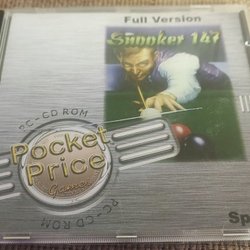 Full Version
Snooker 147
PC-CD ROM
Pocket
Price
Games
PC-CD ROM
Sp